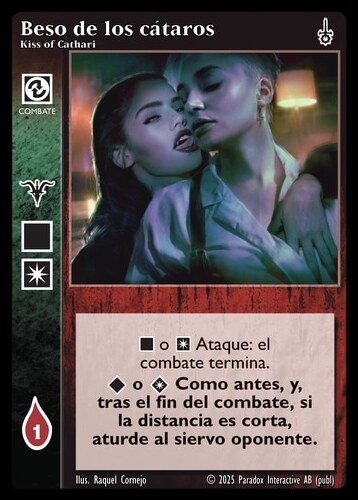 Beso de los cátaros
Kiss of Cathari
COMBATE
o Ataque: el
combate termina.
o Como antes, y,
tras el fin del combate, si
la distancia es corta,
aturde al siervo oponente.
1
Ilus. Raquel Cornejo © 2025 Paradox Interactive AB (publ)